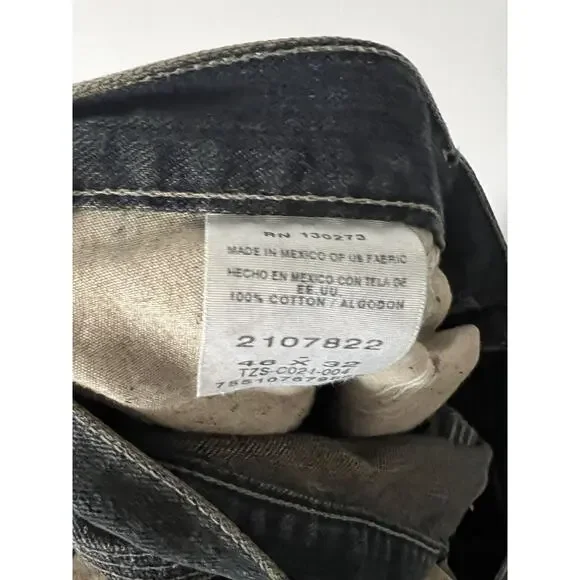 RN 130273
MADE IN MEXICO OF US FABRIC
HECHO EN MEXICO CON TELA DE
EE.UU
100% COTTON / ALGODON
2107822
46 X 32
TZS-C021-004